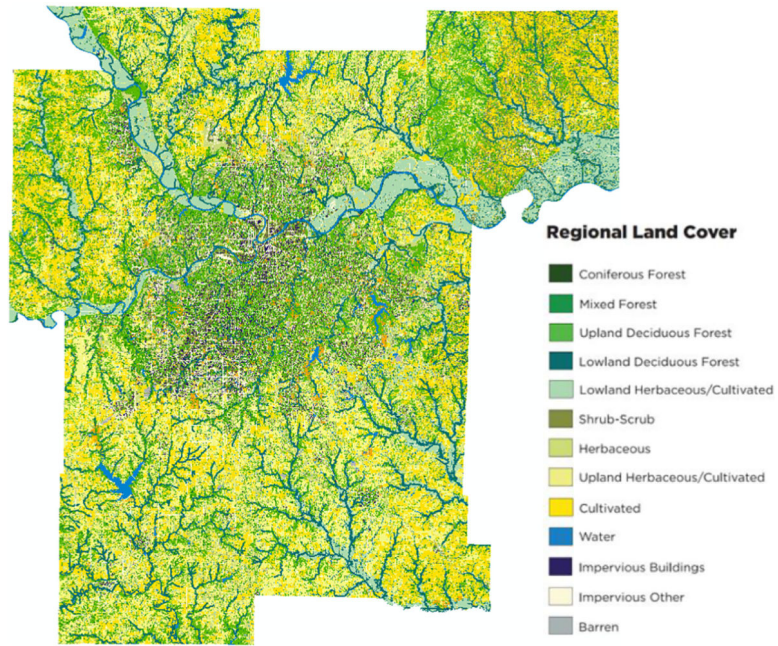 Regional Land Cover
Coniferous Forest
Mixed Forest
Upland Deciduous Forest
Lowland Deciduous Forest
Lowland Herbaceous/Cultivated
Shrub-Scrub
Herbaceous
Upland Herbaceous/Cultivated
Cultivated
Water
Impervious Buildings
Impervious Other
Barren